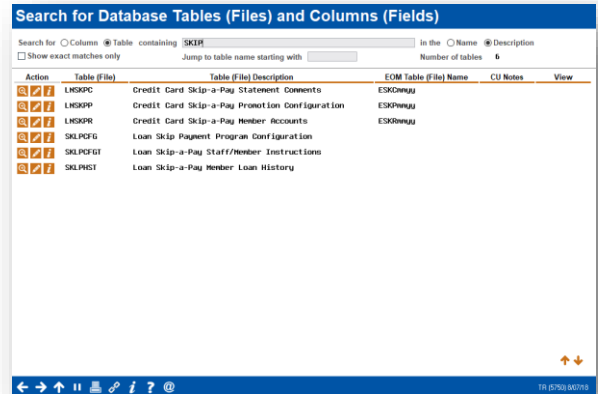 Search for Database Tables (Files) and Columns (Fields)
Search for Column Table containing SKIP in the Name Description
Show exact matches only Jump to table name starting with Number of tables 6
Action Table (File) Table (File) Description EOM Table (File) Name CU Notes View
LNSKPC Credit Card Skip-a-Pay Statement Comments ESKCmmyy
LNSKPP Credit Card Skip-a-Pay Promotion Configuration ESKPmmyy
LNSKPR Credit Card Skip-a-Pay Member Accounts ESKRmmyy
SKLPCFG Loan Skip Payment Program Configuration
SKLPCFGT Loan Skip-a-Pay Staff/Member Instructions
SKLPHST Loan Skip-a-Pay Member Loan History
TR (5750) 8/07/18